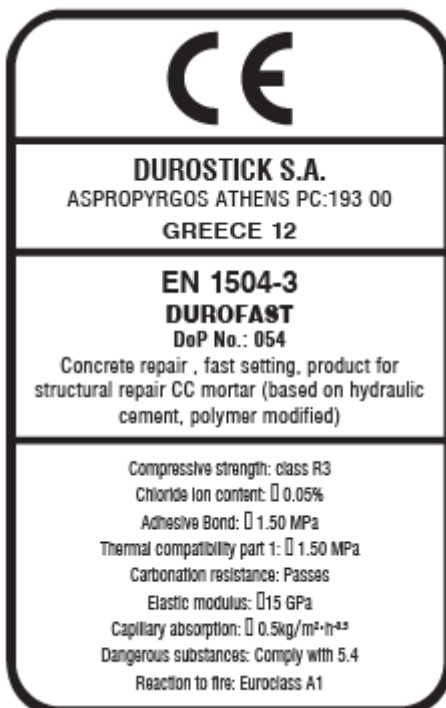 CE
DUROSTICK S.A.
ASPROPYRGOS ATHENS PC:193 00
GREECE 12
EN 1504-3
DUROFAST
DoP No.: 054
Concrete repair , fast setting, product for
structural repair CC mortar (based on hydraulic
cement, polymer modified)
Compressive strength: class R3
Chloride ion content: ▯ 0.05%
Adhesive Bond: ▯ 1.50 MPa
Thermal compatibility part 1: ▯ 1.50 MPa
Carbonation resistance: Passes
Elastic modulus: ▯15 GPa
Capillary absorption: ▯ 0.5kg/m²•h⁻⁰·⁵
Dangerous substances: Comply with 5.4
Reaction to fire: Euroclass A1